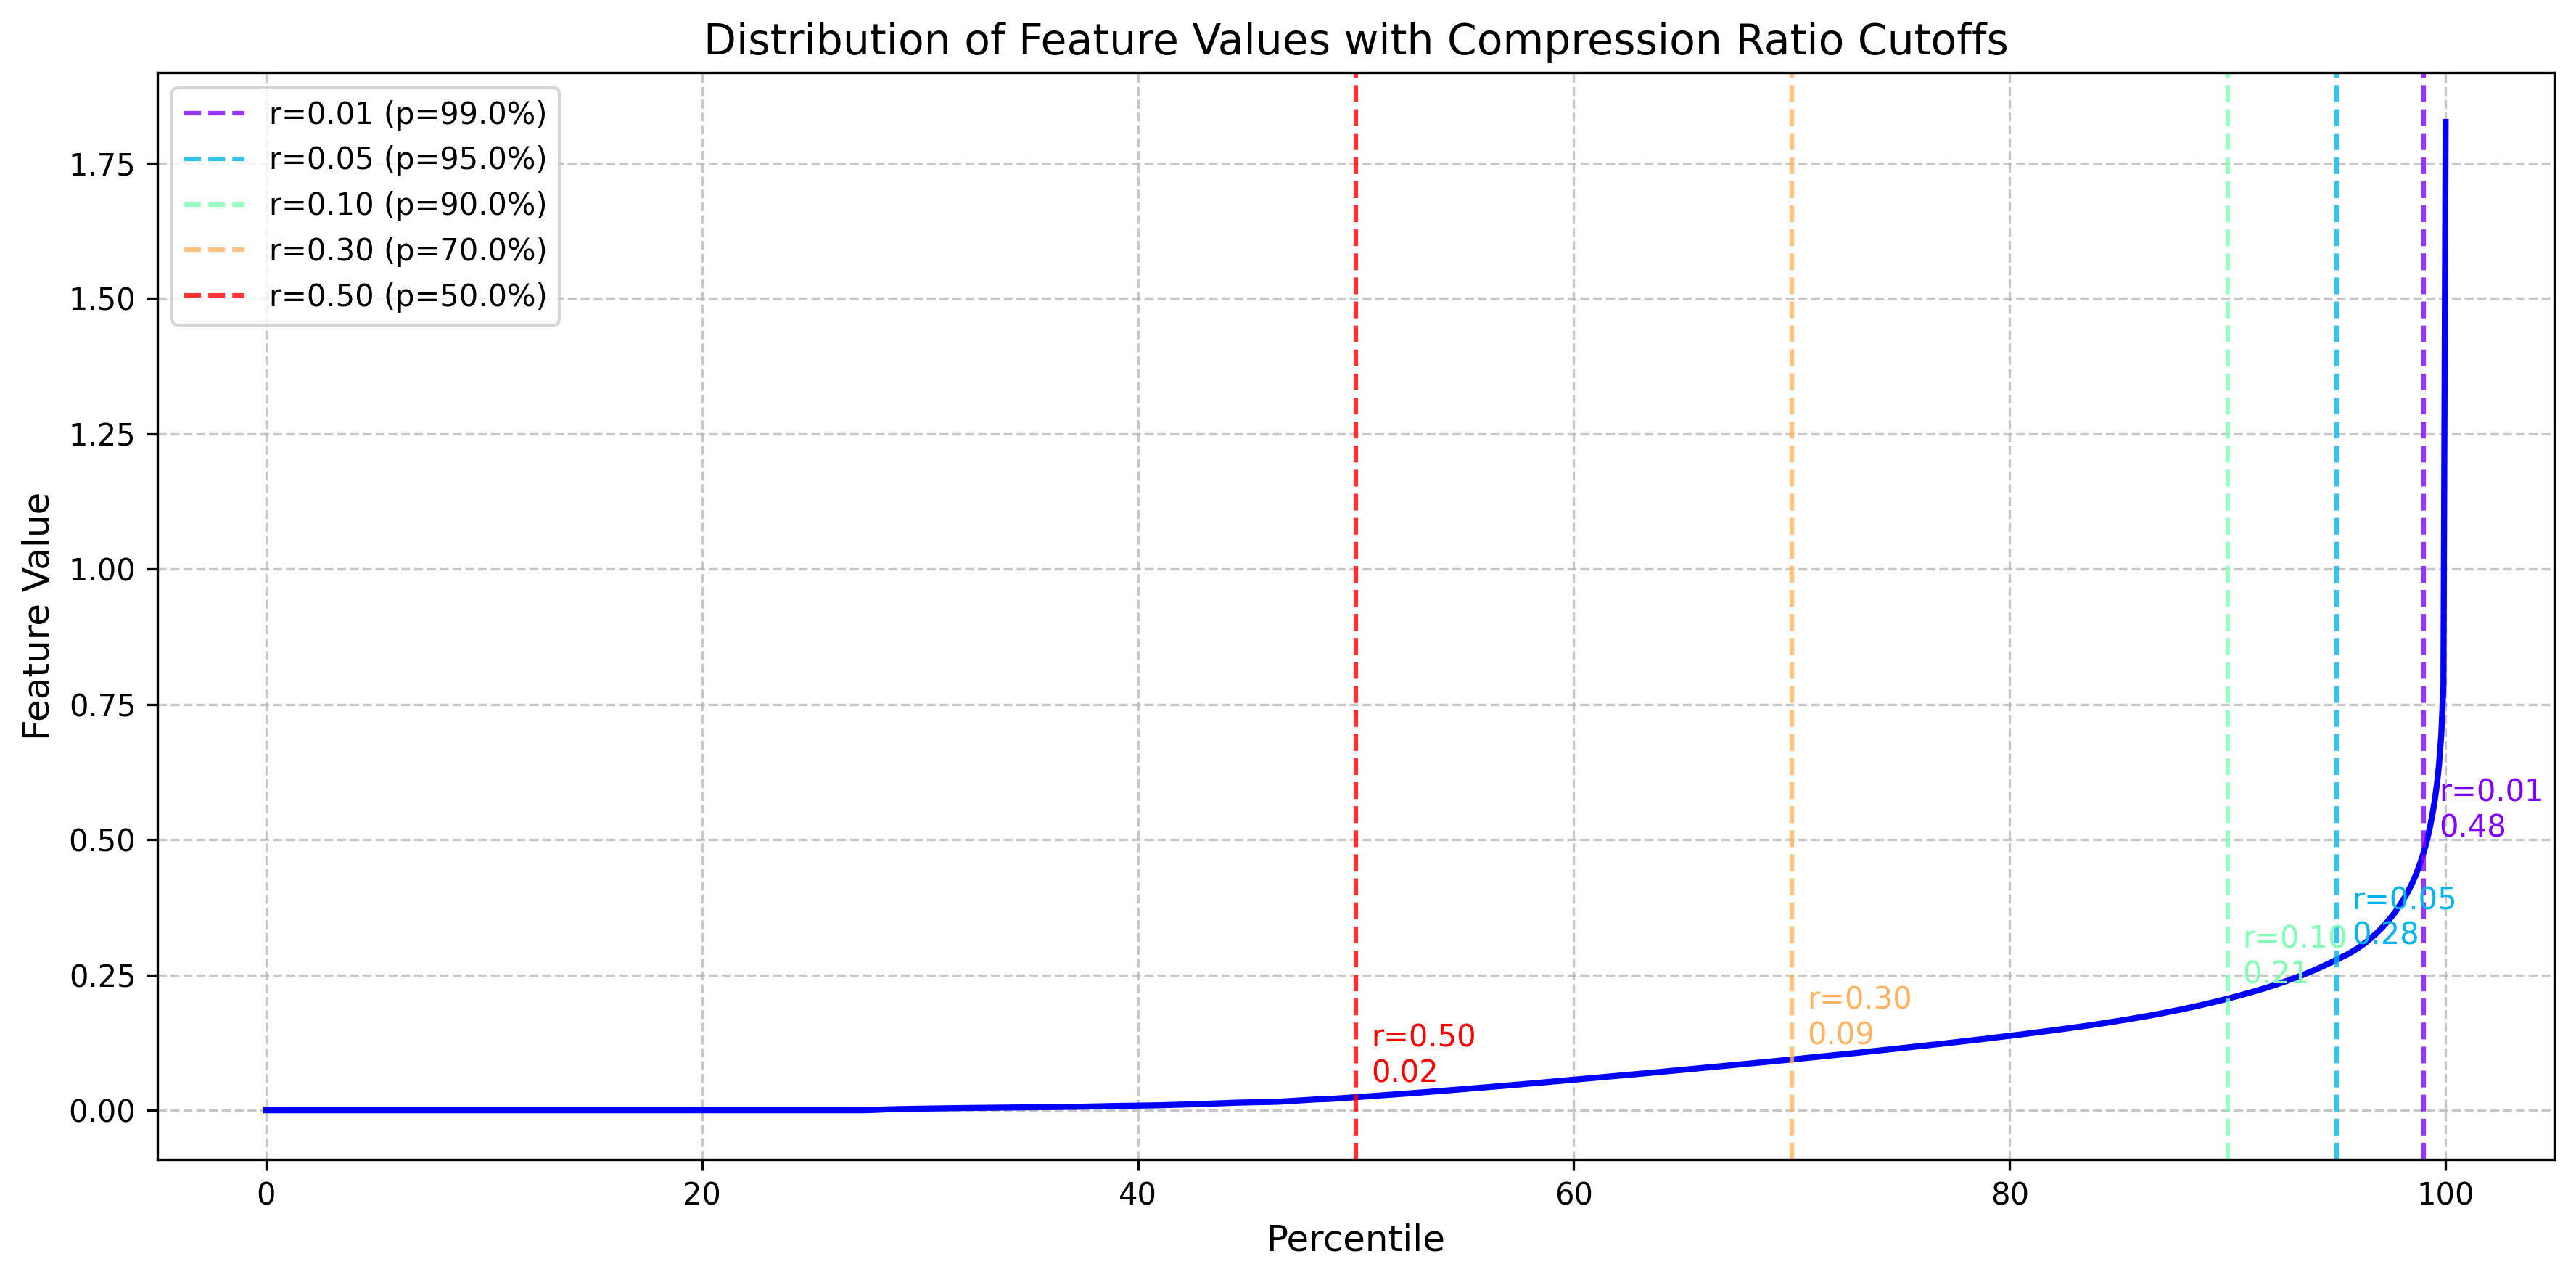 Distribution of Feature Values with Compression Ratio Cutoffs
r=0.01 (p=99.0%)
r=0.05 (p=95.0%)
r=0.10 (p=90.0%)
r=0.30 (p=70.0%)
r=0.50 (p=50.0%)
Feature Value
1.75
1.50
1.25
1.00
0.75
0.50
0.25
0.00
r=0.01
0.48
r=0.05
0.28
r=0.10
0.21
r=0.30
0.09
r=0.50
0.02
0
20
40
60
80
100
Percentile